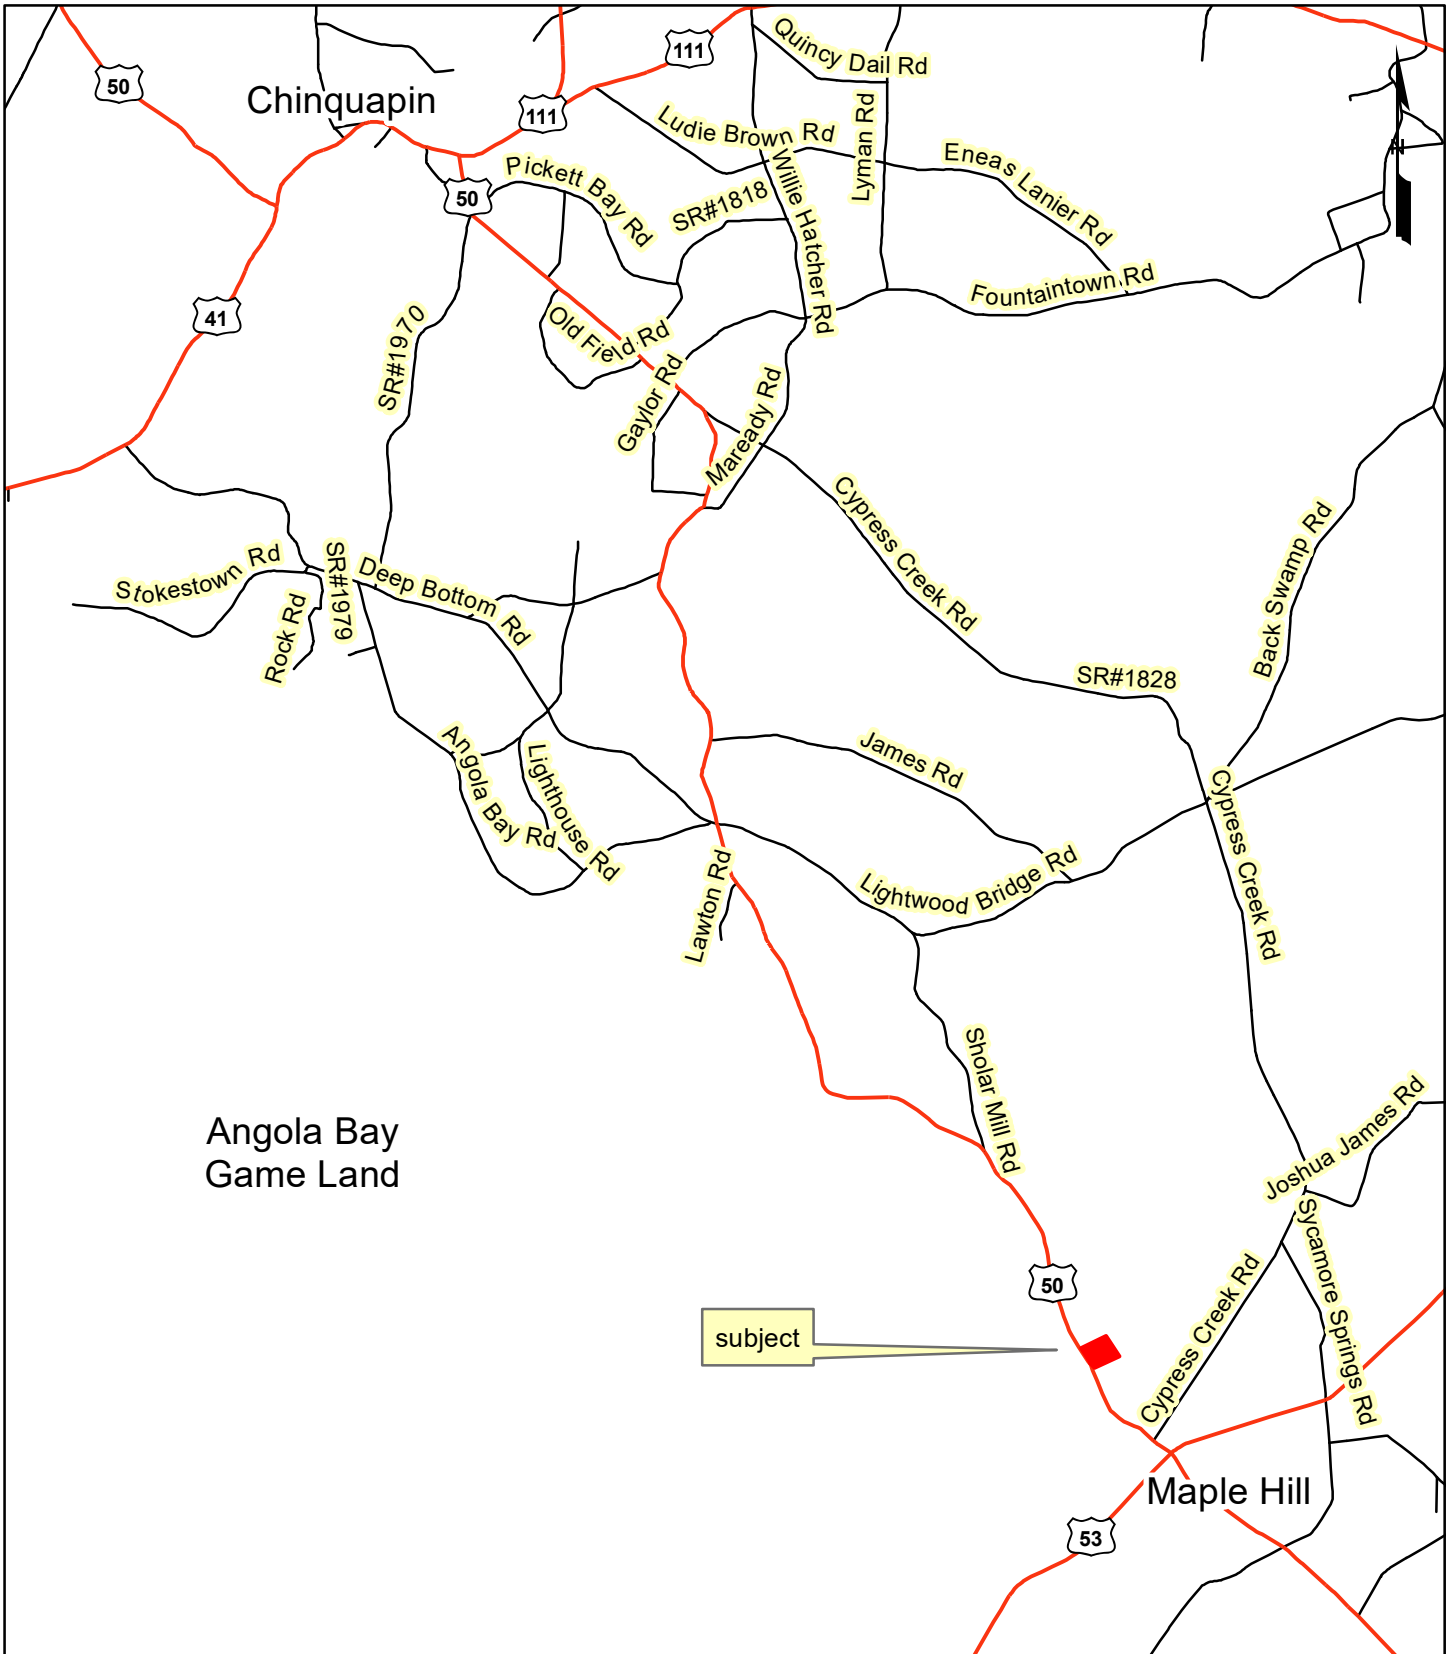 Quincy Dail Rd
111
50
Chinquapin
111
Ludie Brown Rd
Lyman Rd
Eneas Lanier Rd
Pickett Bay Rd
50
SR#1818
Willie Hatcher Rd
N
Fountaintown Rd
41
Old Field Rd
SR#1970
Gaylor Rd
Maready Rd
Cypress Creek Rd
Back Swamp Rd
Stokestown Rd
SR#1979
Deep Bottom Rd
Rock Rd
SR#1828
Angola Bay Rd
Lighthouse Rd
James Rd
Cypress Creek Rd
Lawton Rd
Lightwood Bridge Rd
Sholar Mill Rd
Angola Bay
Game Land
Joshua James Rd
Sycamore Springs Rd
50
Cypress Creek Rd
subject
Maple Hill
53